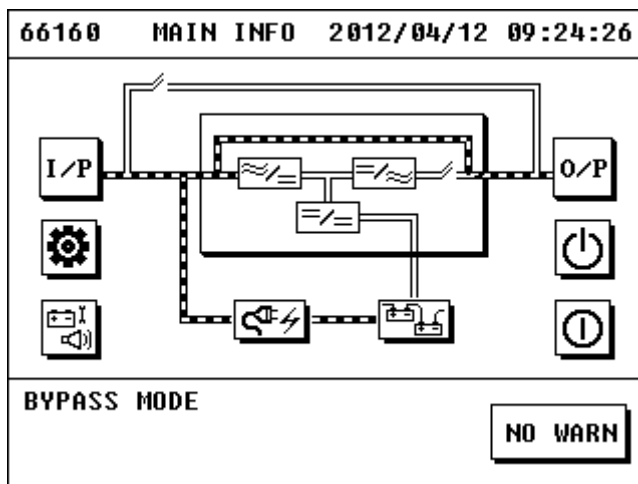 66160 MAIN INFO 2012/04/12 09:24:26
I/P
O/P
BYPASS MODE
NO WARN